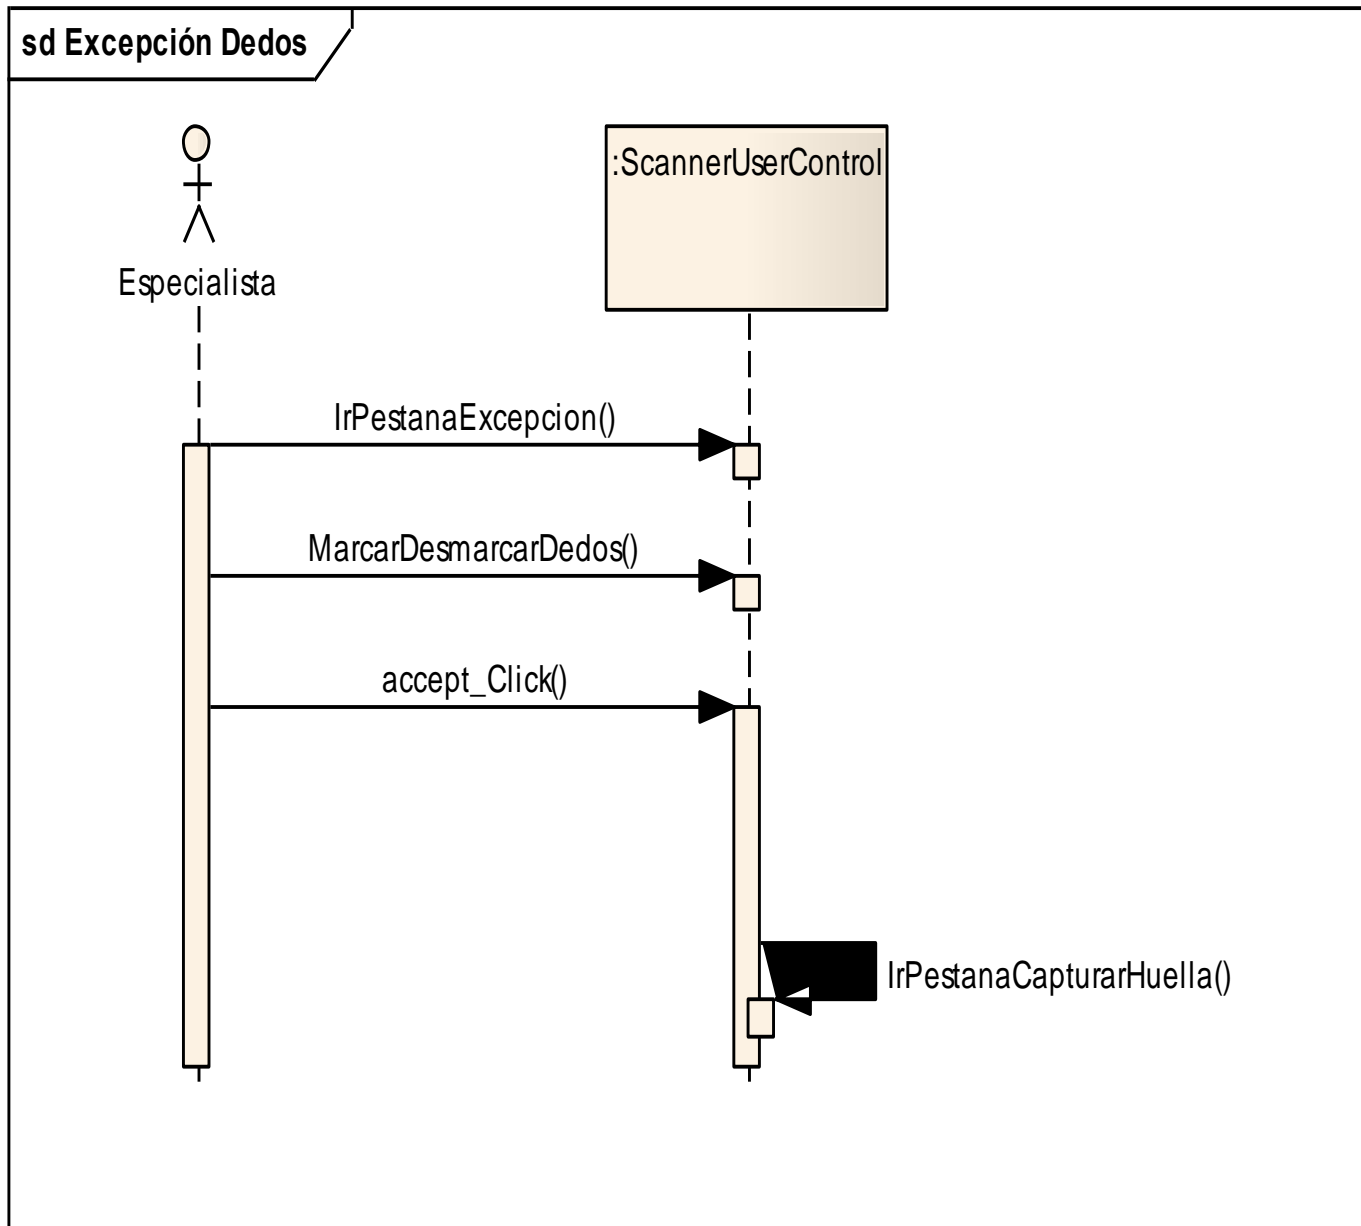 sd Excepción Dedos
:ScannerUserControl
Especialista
IrPestanaExcepcion()
MarcarDesmarcarDedos()
accept_Click()
IrPestanaCapturarHuella()